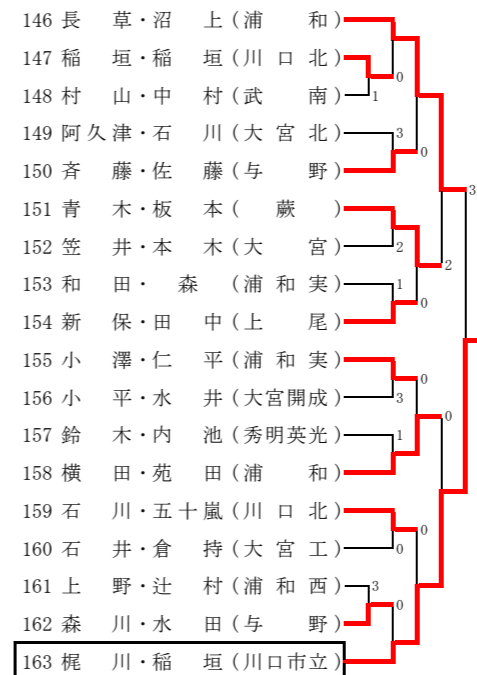 146 長 草・沼 上 (浦 和)
147 稲 垣・稲 垣 (川 口 北) 0
148 村 山・中 村 (武 南) 1
149 阿久津・石 川 (大 宮 北) 3
0
150 斉 藤・佐 藤 (与 野) 3
151 青 木・板 本 ( 蕨 )
152 笠 井・本 木 (大 宮) 2
2
153 和 田・ 森 (浦 和 実) 1
0
154 新 保・田 中 (上 尾)
155 小 澤・仁 平 (浦 和 実) 0
156 小 平・水 井 (大宮開成) 3
0
157 鈴 木・内 池 (秀明英光) 1
158 横 田・苑 田 (浦 和)
159 石 川・五十嵐 (川 口 北) 0
160 石 井・倉 持 (大 宮 工) 0
161 上 野・辻 村 (浦 和 西) 3
0
162 森 川・水 田 (与 野)
163 梶 川・稲 垣 (川口市立)